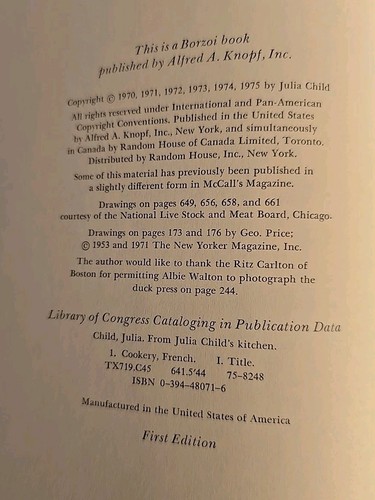 This is a Borzoi book
published by Alfred A. Knopf, Inc.
Copyright © 1970, 1971, 1972, 1973, 1974, 1975 by Julia Child
All rights reserved under International and Pan-American
Copyright Conventions. Published in the United States
by Alfred A. Knopf, Inc., New York, and simultaneously
in Canada by Random House of Canada Limited, Toronto.
Distributed by Random House, Inc., New York.
Some of this material has previously been published in
a slightly different form in McCall's Magazine.
Drawings on pages 649, 656, 658, and 661
courtesy of the National Live Stock and Meat Board, Chicago.
Drawings on pages 173 and 176 by Geo. Price;
© 1953 and 1971 The New Yorker Magazine, Inc.
The author would like to thank the Ritz Carlton of
Boston for permitting Albie Walton to photograph the
duck press on page 244.
Library of Congress Cataloging in Publication Data
Child, Julia. From Julia Child's kitchen.
1. Cookery, French. I. Title.
TX719.C45 641.5'44 75-8248
ISBN 0-394-48071-6
Manufactured in the United States of America
First Edition